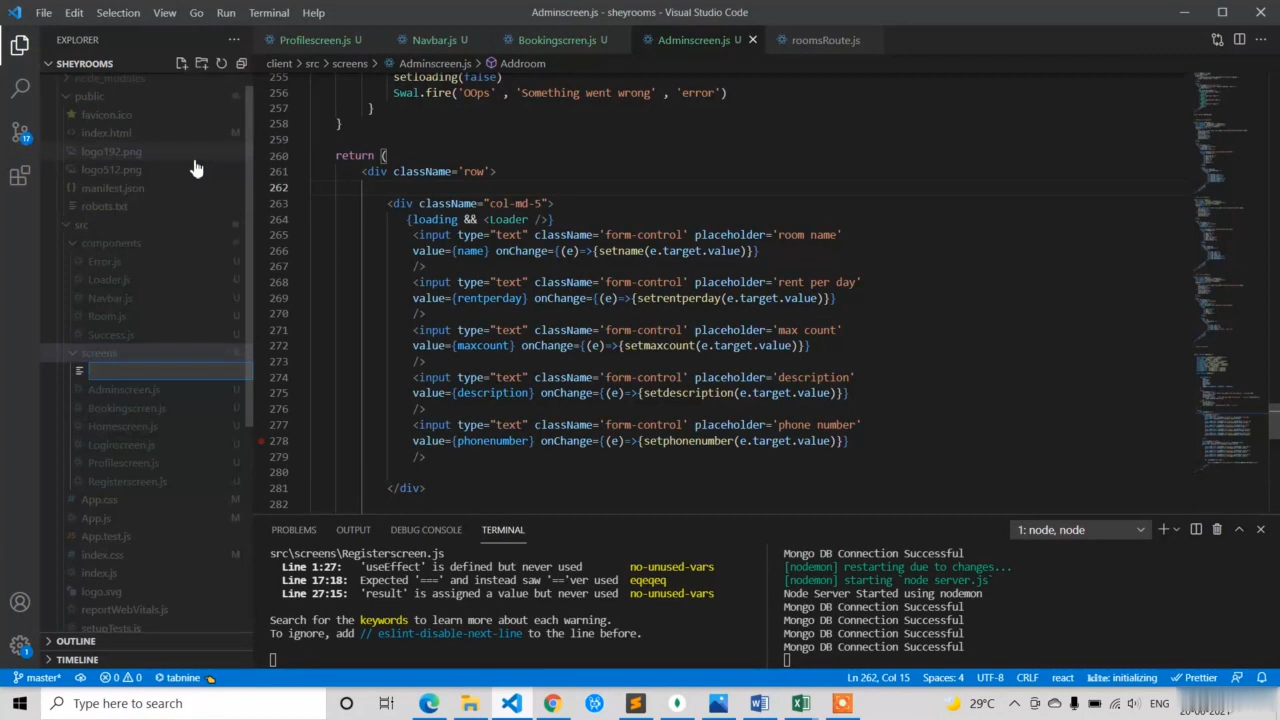 File Edit Selection View Go Run Terminal Help
Adminscreen.js - sheyrooms - Visual Studio Code
EXPLORER
SHEYROOMS
node_modules
public
favicon.ico
index.html M
logo192.png
logo512.png
manifest.json
robots.txt
src
components
Error.js U
Loader.js U
Navbar.js U
Room.js U
Success.js U
screens
Adminscreen.js U
Bookingscrren.js U
Homescreen.js U
Loginscreen.js U
Profilescreen.js U
Registerscreen.js U
App.css M
App.js M
App.test.js
index.css M
index.js
logo.svg
reportWebVitals.js
setupTests.js
OUTLINE
TIMELINE
Profilescreen.js U Navbar.js U Bookingscrren.js U Adminscreen.js U roomsRoute.js
client > src > screens > Adminscreen.js > Addroom
255 setloading(false)
256 Swal.fire('OOps' , 'Something went wrong' , 'error')
257 }
258 }
259
260 return (
261 <div className='row'>
262
263 <div className="col-md-5">
264 {loading && <Loader />}
265 <input type="text" className='form-control' placeholder='room name'
266 value={name} onChange={(e)=>{setname(e.target.value)}}
267 />
268 <input type="text" className='form-control' placeholder='rent per day'
269 value={rentperday} onChange={(e)=>{setrentperday(e.target.value)}}
270 />
271 <input type="text" className='form-control' placeholder='max count'
272 value={maxcount} onChange={(e)=>{setmaxcount(e.target.value)}}
273 />
274 <input type="text" className='form-control' placeholder='description'
275 value={description} onChange={(e)=>{setdescription(e.target.value)}}
276 />
277 <input type="text" className='form-control' placeholder='phone number'
278 value={phonenumber} onChange={(e)=>{setphonenumber(e.target.value)}}
279 />
280
281 </div>
282
PROBLEMS OUTPUT DEBUG CONSOLE TERMINAL
1: node, node
src\screens\Registerscreen.js
Line 1:27: 'useEffect' is defined but never used no-unused-vars
Line 17:18: Expected '===' and instead saw '=='ver used eqeqeq
Line 27:15: 'result' is assigned a value but never used no-unused-vars
Search for the keywords to learn more about each warning.
To ignore, add // eslint-disable-next-line to the line before.
Mongo DB Connection Successful
[nodemon] restarting due to changes...
[nodemon] starting `node server.js`
Node Server Started using nodemon
Mongo DB Connection Successful
Mongo DB Connection Successful
Mongo DB Connection Successful
Mongo DB Connection Successful
17
1
master* 0 0 tabnine
Ln 262, Col 15 Spaces: 4 UTF-8 CRLF react kite: initializing Prettier
Type here to search
29°C ENG